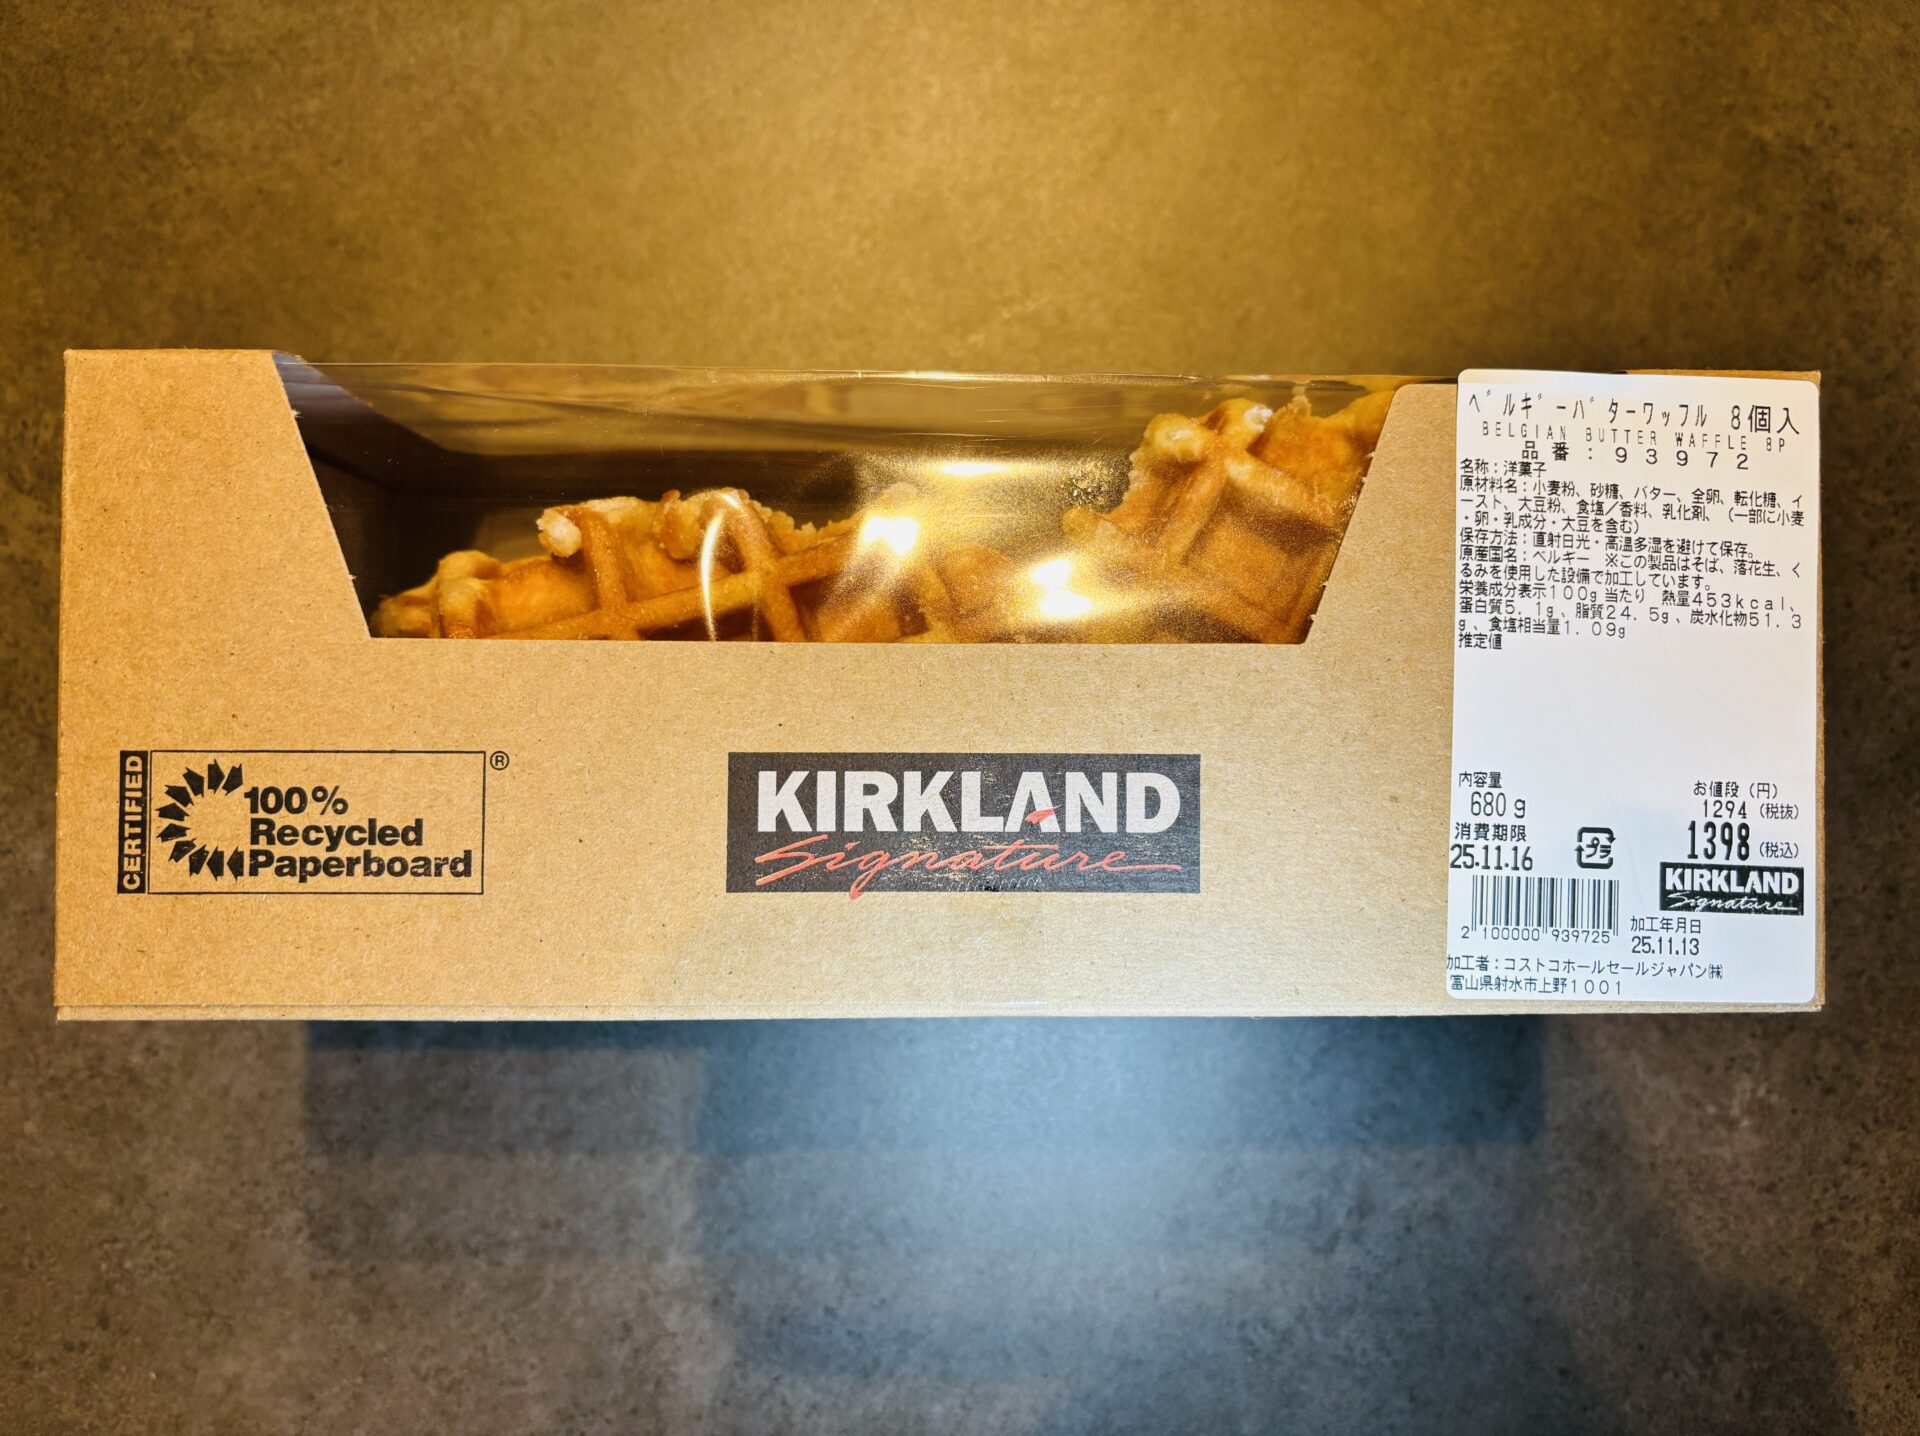 ベルギーバターワッフル 8個入
BELGIAN BUTTER WAFFLE 8P
品番:93972
名称:洋菓子
原材料名:小麦粉、砂糖、バター、全卵、転化糖、イ
ースト、大豆粉、食塩/香料、乳化剤、(一部に小麦
・卵・乳成分・大豆を含む)
保存方法:直射日光・高温多湿を避けて保存。
原産国名:ベルギー ※この製品はそば、落花生、く
るみを使用した設備で加工しています。
栄養成分表示100g当たり 熱量453kcal、
蛋白質5.1g、脂質24.5g、炭水化物51.3
g、食塩相当量1.09g
推定値
CERTIFIED
100%
Recycled
Paperboard
®
KIRKLAND
Signature
内容量
680g
お値段(円)
1294(税抜)
消費期限
1398(税込)
25.11.16
プラ
KIRKLAND
Signature
2 100000 939725
加工年月日
25.11.13
加工者:コストコホールセールジャパン㈱
富山県射水市上野1001